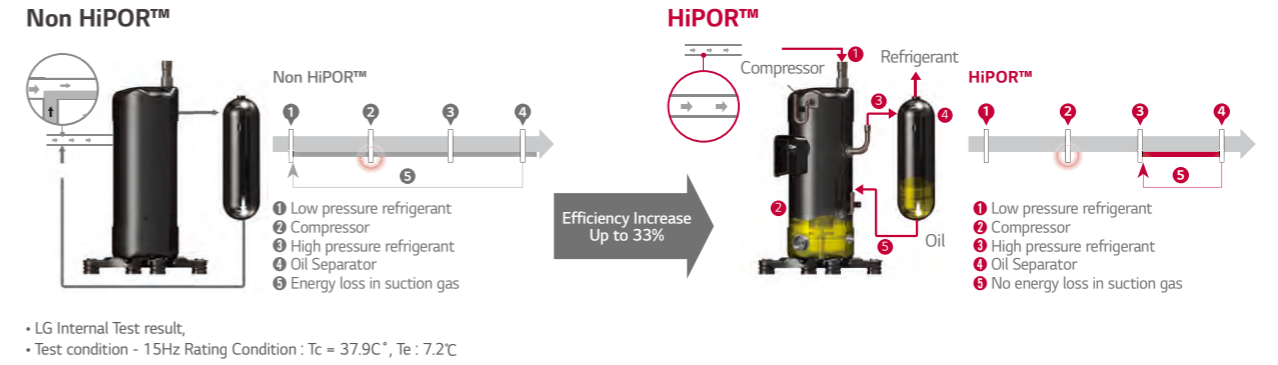 Non HiPOR™
Non HiPOR™
1 2 3 4
5
1 Low pressure refrigerant
2 Compressor
3 High pressure refrigerant
4 Oil Separator
5 Energy loss in suction gas
Efficiency Increase
Up to 33%
HiPOR™
1
Compressor
Refrigerant
3
4
2
5
Oil
HiPOR™
1 2 3 4
5
1 Low pressure refrigerant
2 Compressor
3 High pressure refrigerant
4 Oil Separator
5 No energy loss in suction gas
• LG Internal Test result,
• Test condition - 15Hz Rating Condition : Tc = 37.9C˚, Te : 7.2℃